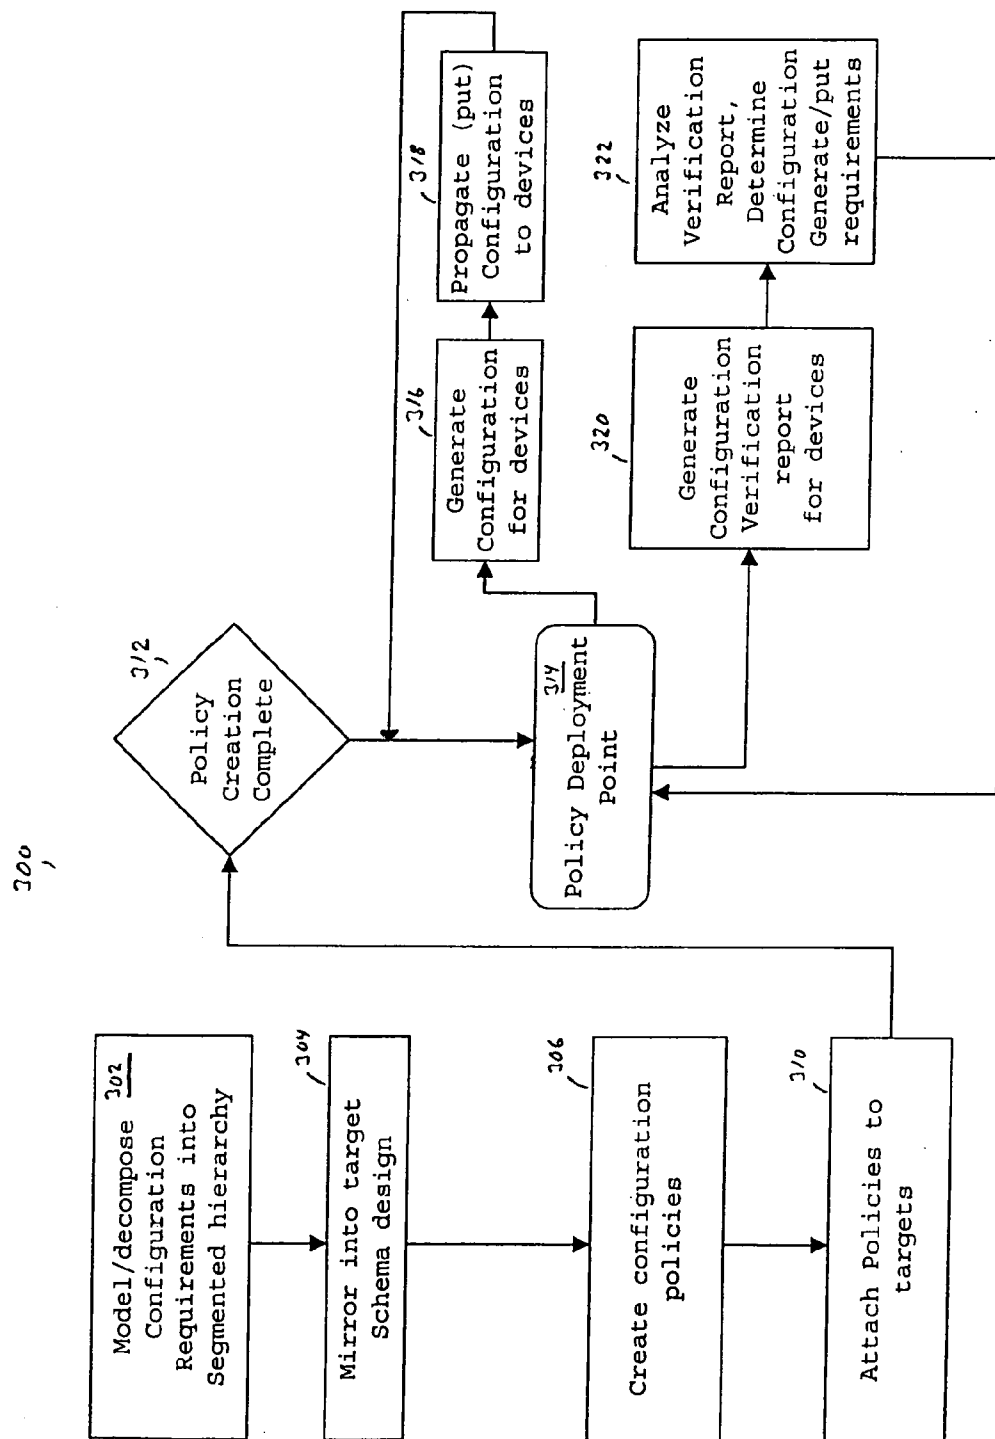 300
Model/decompose 302
Configuration
Requirements into
Segmented hierarchy
304
Mirror into target
Schema design
306
Create configuration
policies
310
Attach Policies to
targets
312
Policy
Creation
Complete
314
Policy Deployment
Point
316
Generate
Configuration
for devices
318
Propagate (put)
Configuration
to devices
320
Generate
Configuration
Verification
report
for devices
322
Analyze
Verification
Report,
Determine
Configuration
Generate/put
requirements